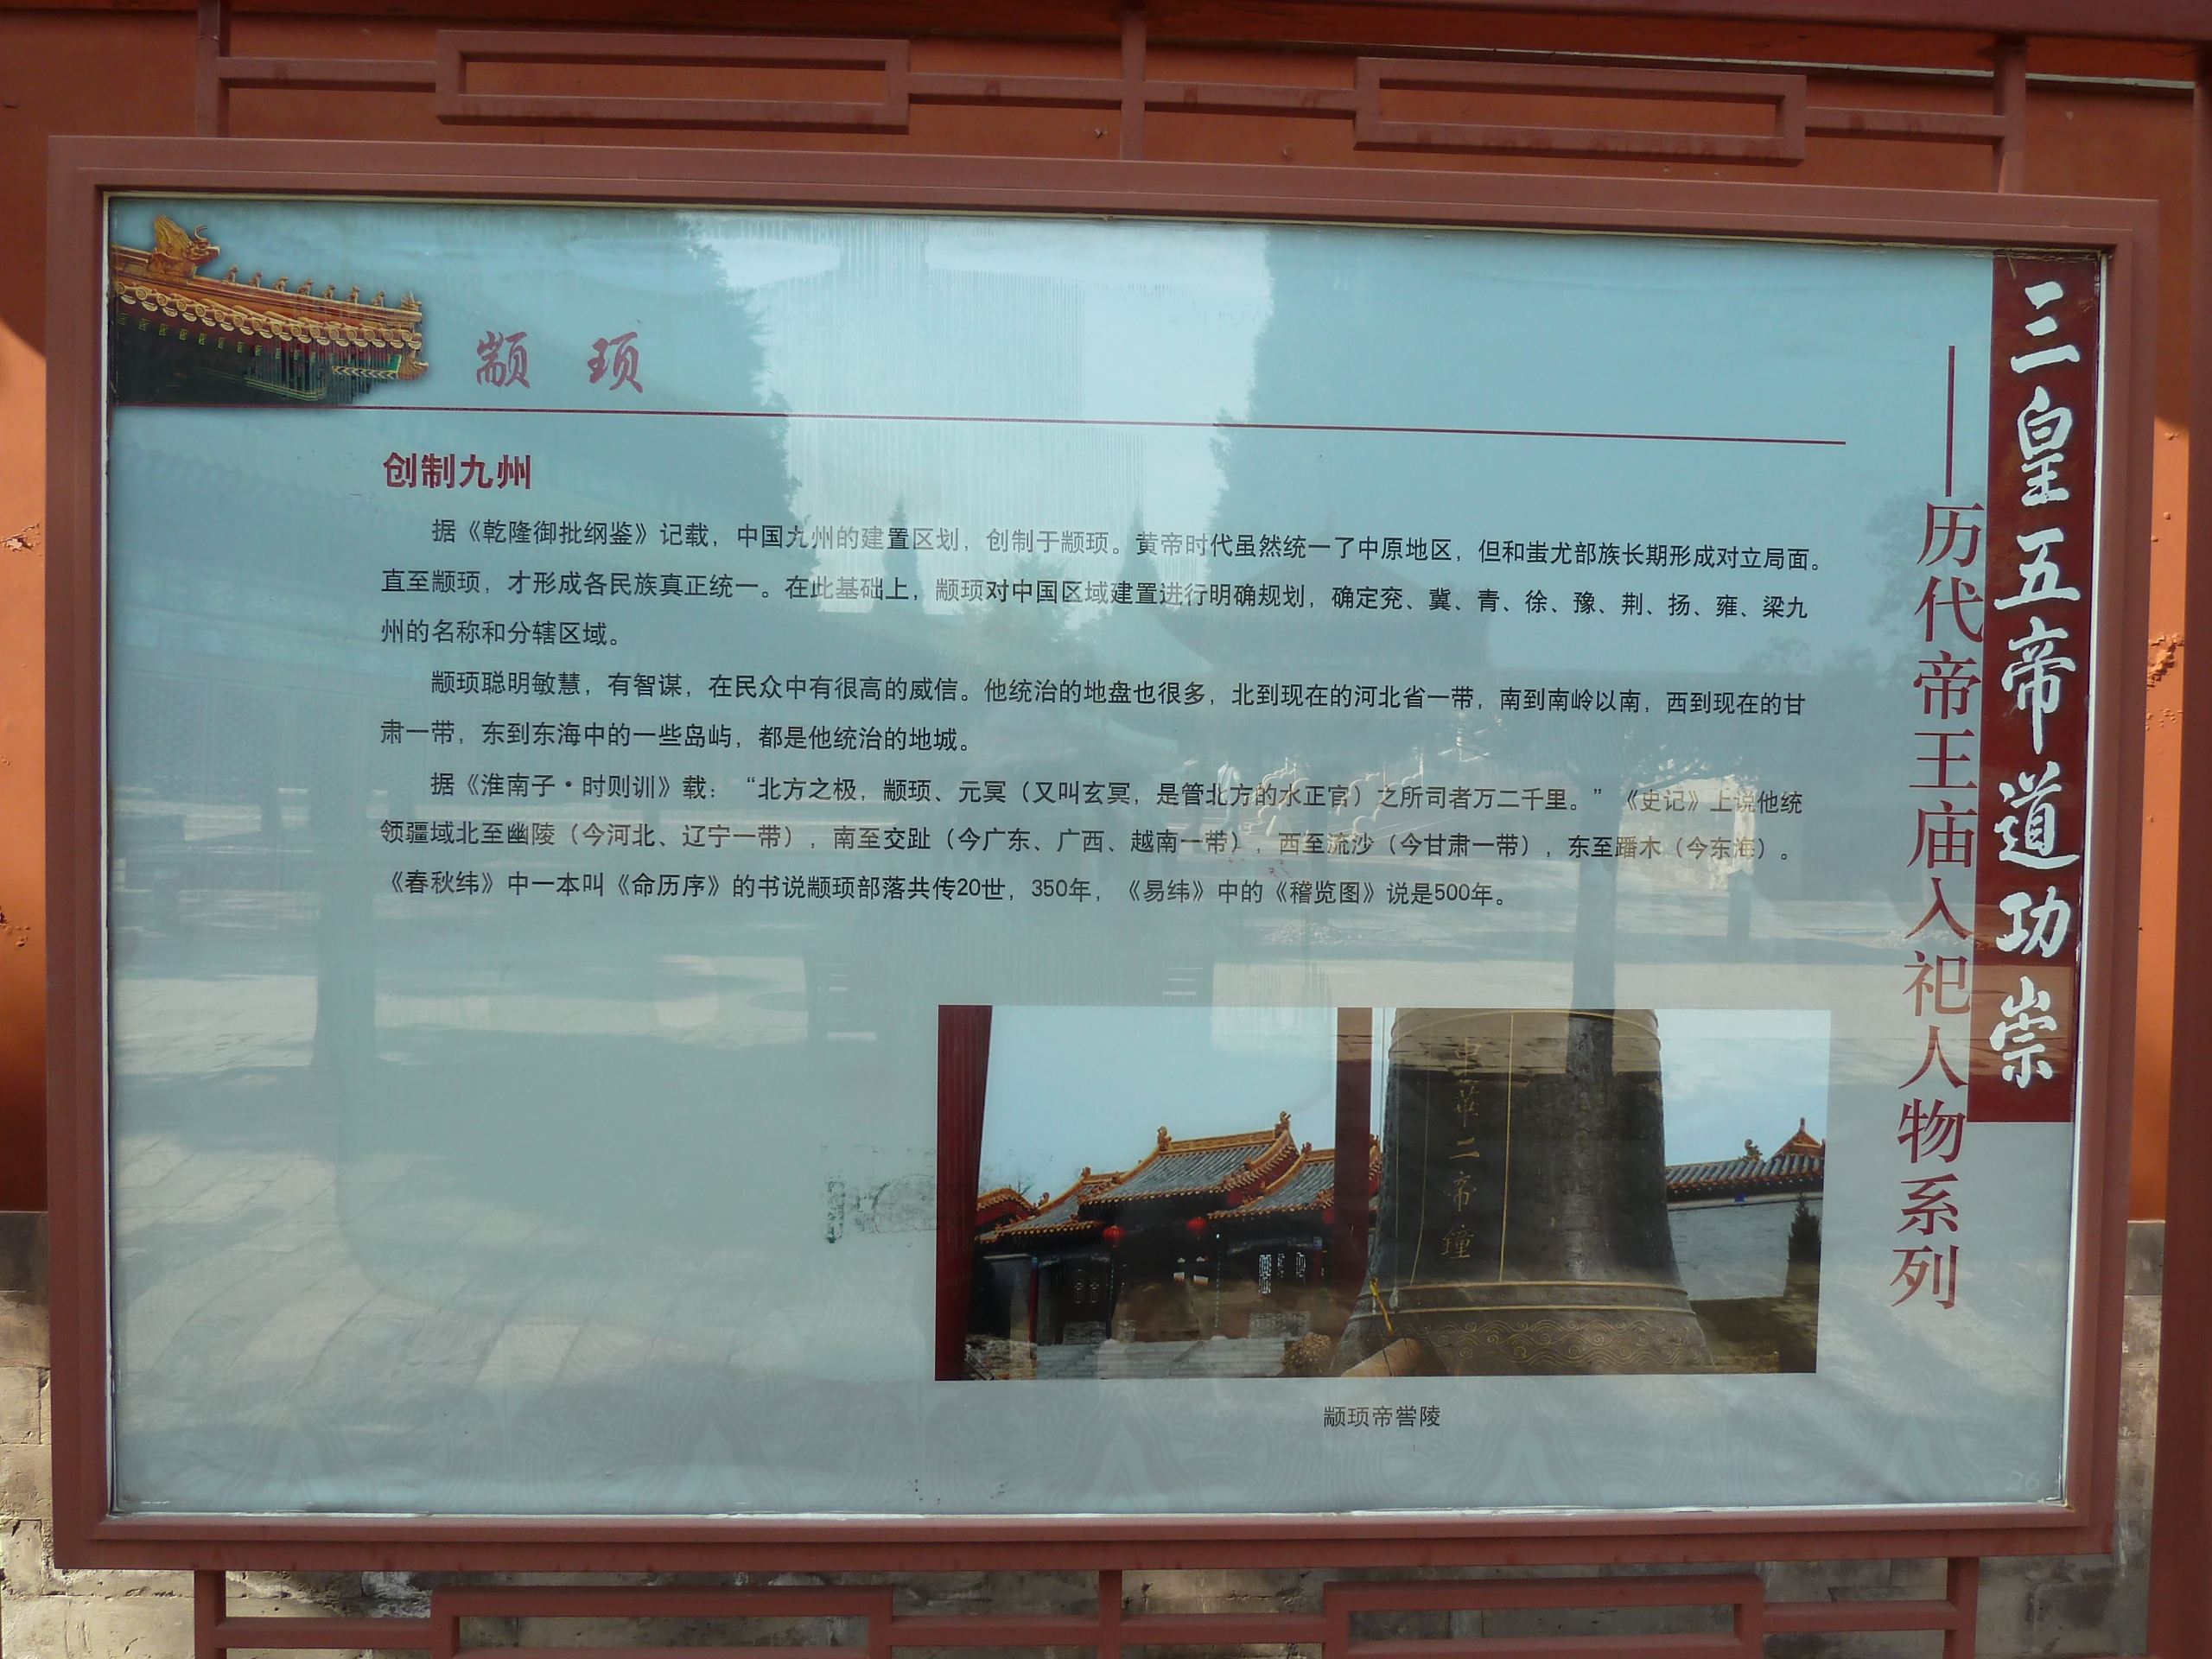 颛 顼
创制九州
据《乾隆御批纲鉴》记载，中国九州的建置区划，创制于颛顼。黄帝时代虽然统一了中原地区，但和蚩尤部族长期形成对立局面。
直至颛顼，才形成各民族真正统一。在此基础上，颛顼对中国区域建置进行明确规划，确定兖、冀、青、徐、豫、荆、扬、雍、梁九
州的名称和分辖区域。
颛顼聪明敏慧，有智谋，在民众中有很高的威信。他统治的地盘也很多，北到现在的河北省一带，南到南岭以南，西到现在的甘
肃一带，东到东海中的一些岛屿，都是他统治的地城。
据《淮南子·时则训》载：“北方之极，颛顼、元冥（又叫玄冥，是管北方的水正官）之所司者万二千里。”《史记》上说他统
领疆域北至幽陵（今河北、辽宁一带），南至交趾（今广东、广西、越南一带），西至流沙（今甘肃一带），东至蹯木（今东海）。
《春秋纬》中一本叫《命历序》的书说颛顼部落共传20世，350年，《易纬》中的《稽览图》说是500年。
中华二帝鐘
颛顼帝喾陵
三皇五帝道功崇
——历代帝王庙入祀人物系列
26